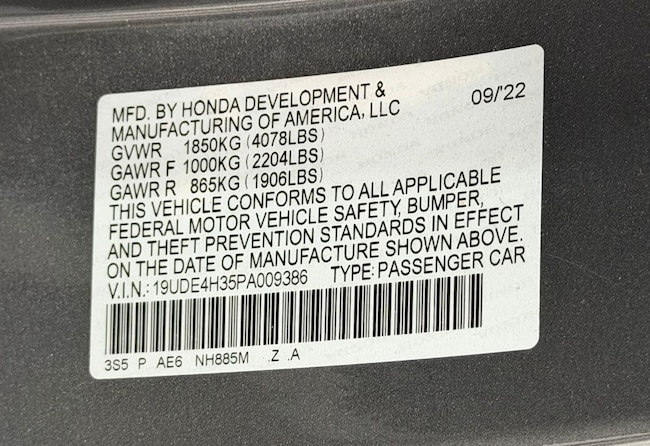 MFD. BY HONDA DEVELOPMENT &
MANUFACTURING OF AMERICA, LLC 09/'22
GVWR 1850KG (4078LBS)
GAWR F 1000KG (2204LBS)
GAWR R 865KG (1906LBS)
THIS VEHICLE CONFORMS TO ALL APPLICABLE
FEDERAL MOTOR VEHICLE SAFETY, BUMPER,
AND THEFT PREVENTION STANDARDS IN EFFECT
ON THE DATE OF MANUFACTURE SHOWN ABOVE.
V.I.N.: 19UDE4H35PA009386 TYPE: PASSENGER CAR
3S5 P AE6 NH885M .Z .A